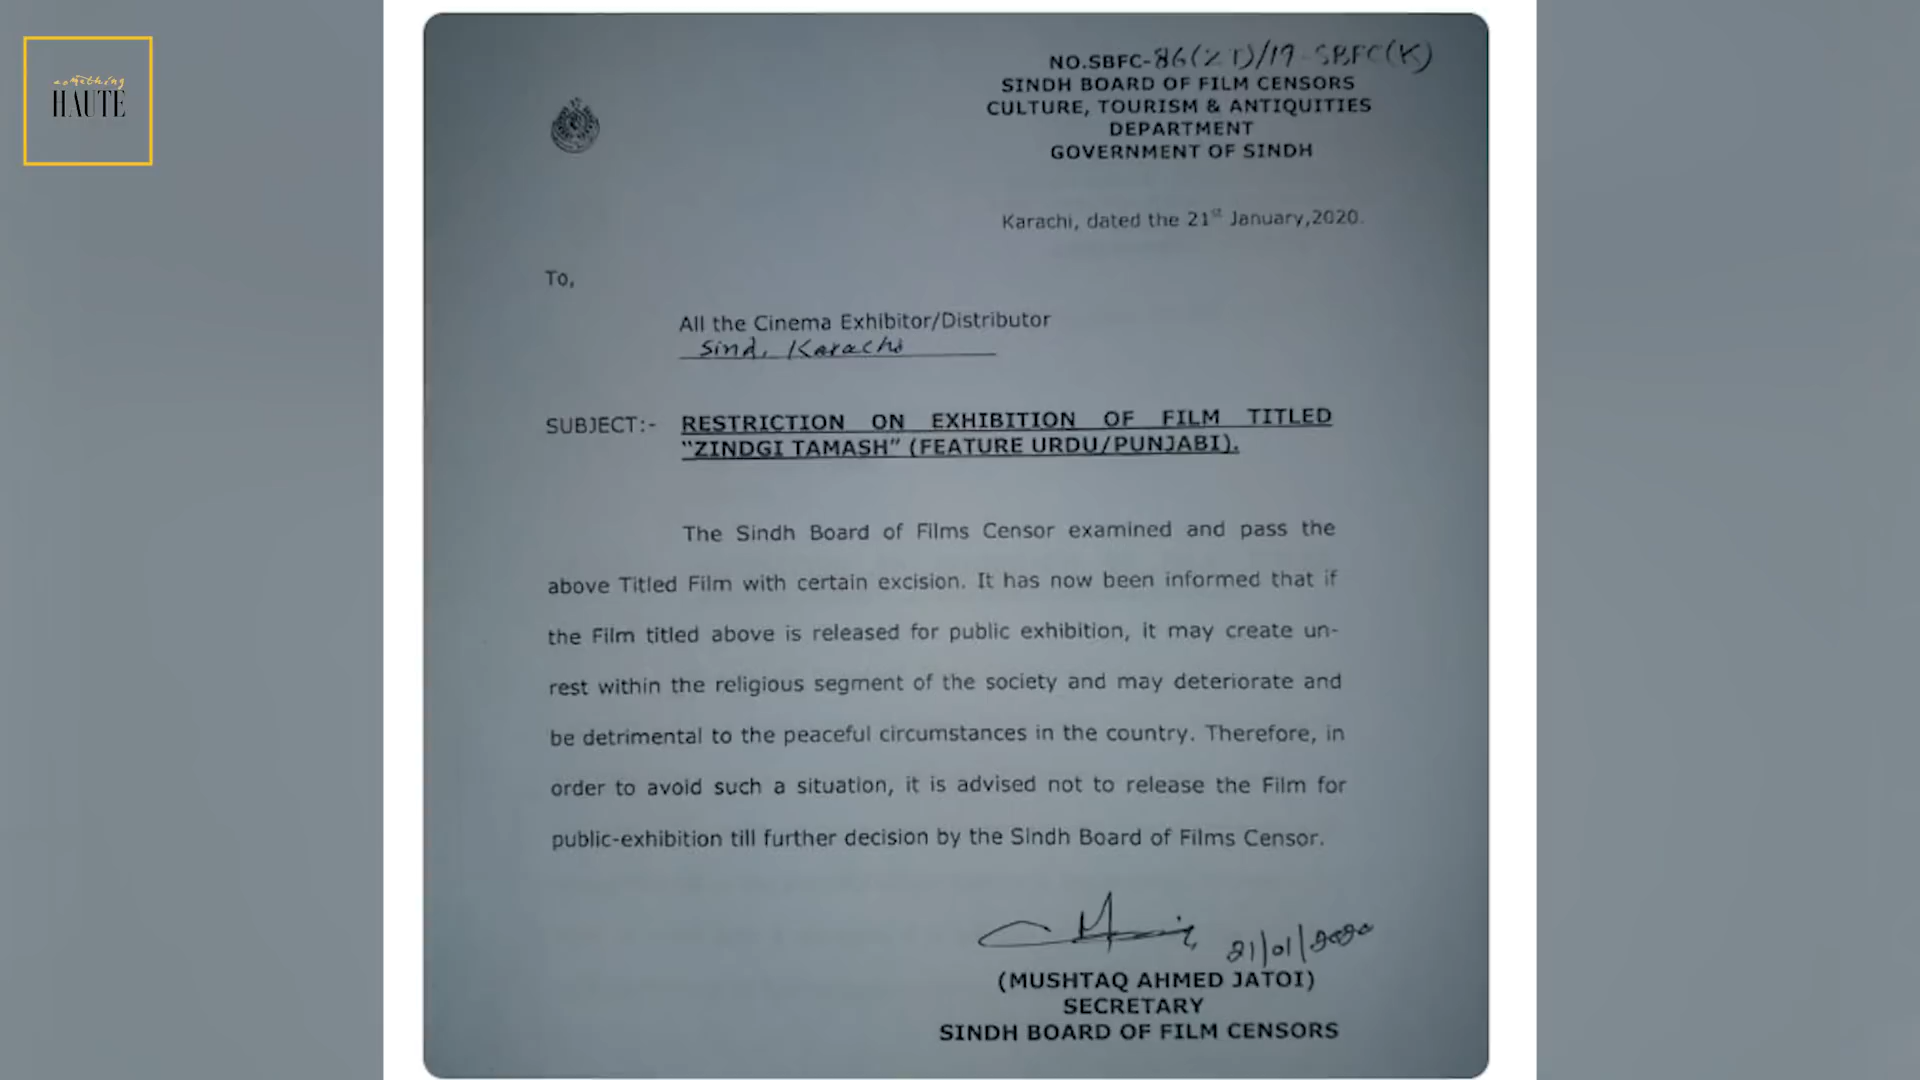 something
HAUTE
NO.SBFC-86(ZT)/19-SBFC(K)
SINDH BOARD OF FILM CENSORS
CULTURE, TOURISM & ANTIQUITIES
DEPARTMENT
GOVERNMENT OF SINDH
Karachi, dated the 21st January,2020.
To,
All the Cinema Exhibitor/Distributor
Sind, Karachi
SUBJECT:- RESTRICTION ON EXHIBITION OF FILM TITLED
"ZINDGI TAMASH" (FEATURE URDU/PUNJABI).
The Sindh Board of Films Censor examined and pass the
above Titled Film with certain excision. It has now been informed that if
the Film titled above is released for public exhibition, it may create un-
rest within the religious segment of the society and may deteriorate and
be detrimental to the peaceful circumstances in the country. Therefore, in
order to avoid such a situation, it is advised not to release the Film for
public-exhibition till further decision by the Sindh Board of Films Censor.
21/01/2020
(MUSHTAQ AHMED JATOI)
SECRETARY
SINDH BOARD OF FILM CENSORS